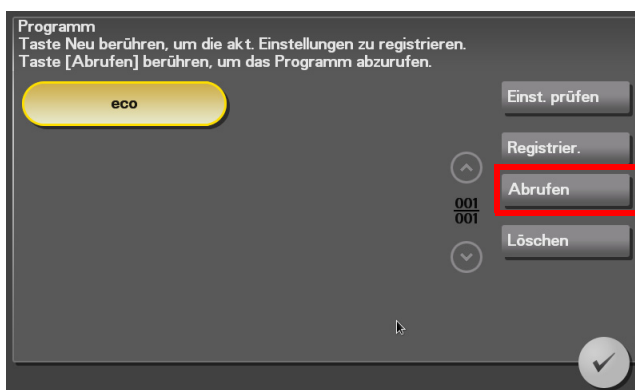 Programm
Taste Neu berühren, um die akt. Einstellungen zu registrieren.
Taste [Abrufen] berühren, um das Programm abzurufen.
eco
Einst. prüfen
Registrier.
Abrufen
001
001
Löschen